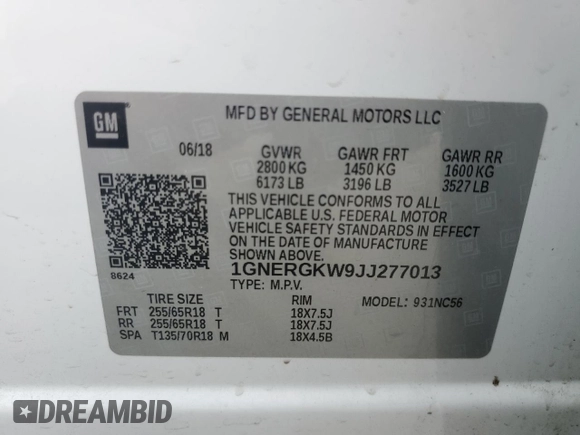 GM
MFD BY GENERAL MOTORS LLC
06/18 GVWR GAWR FRT GAWR RR
2800 KG 1450 KG 1600 KG
6173 LB 3196 LB 3527 LB
THIS VEHICLE CONFORMS TO ALL
APPLICABLE U.S. FEDERAL MOTOR
VEHICLE SAFETY STANDARDS IN EFFECT
ON THE DATE OF MANUFACTURE
SHOWN ABOVE.
8624
1GNERGKW9JJ277013
TYPE: M.P.V.
TIRE SIZE RIM MODEL: 931NC56
FRT 255/65R18 T 18X7.5J
RR 255/65R18 T 18X7.5J
SPA T135/70R18 M 18X4.5B
DREAMBID